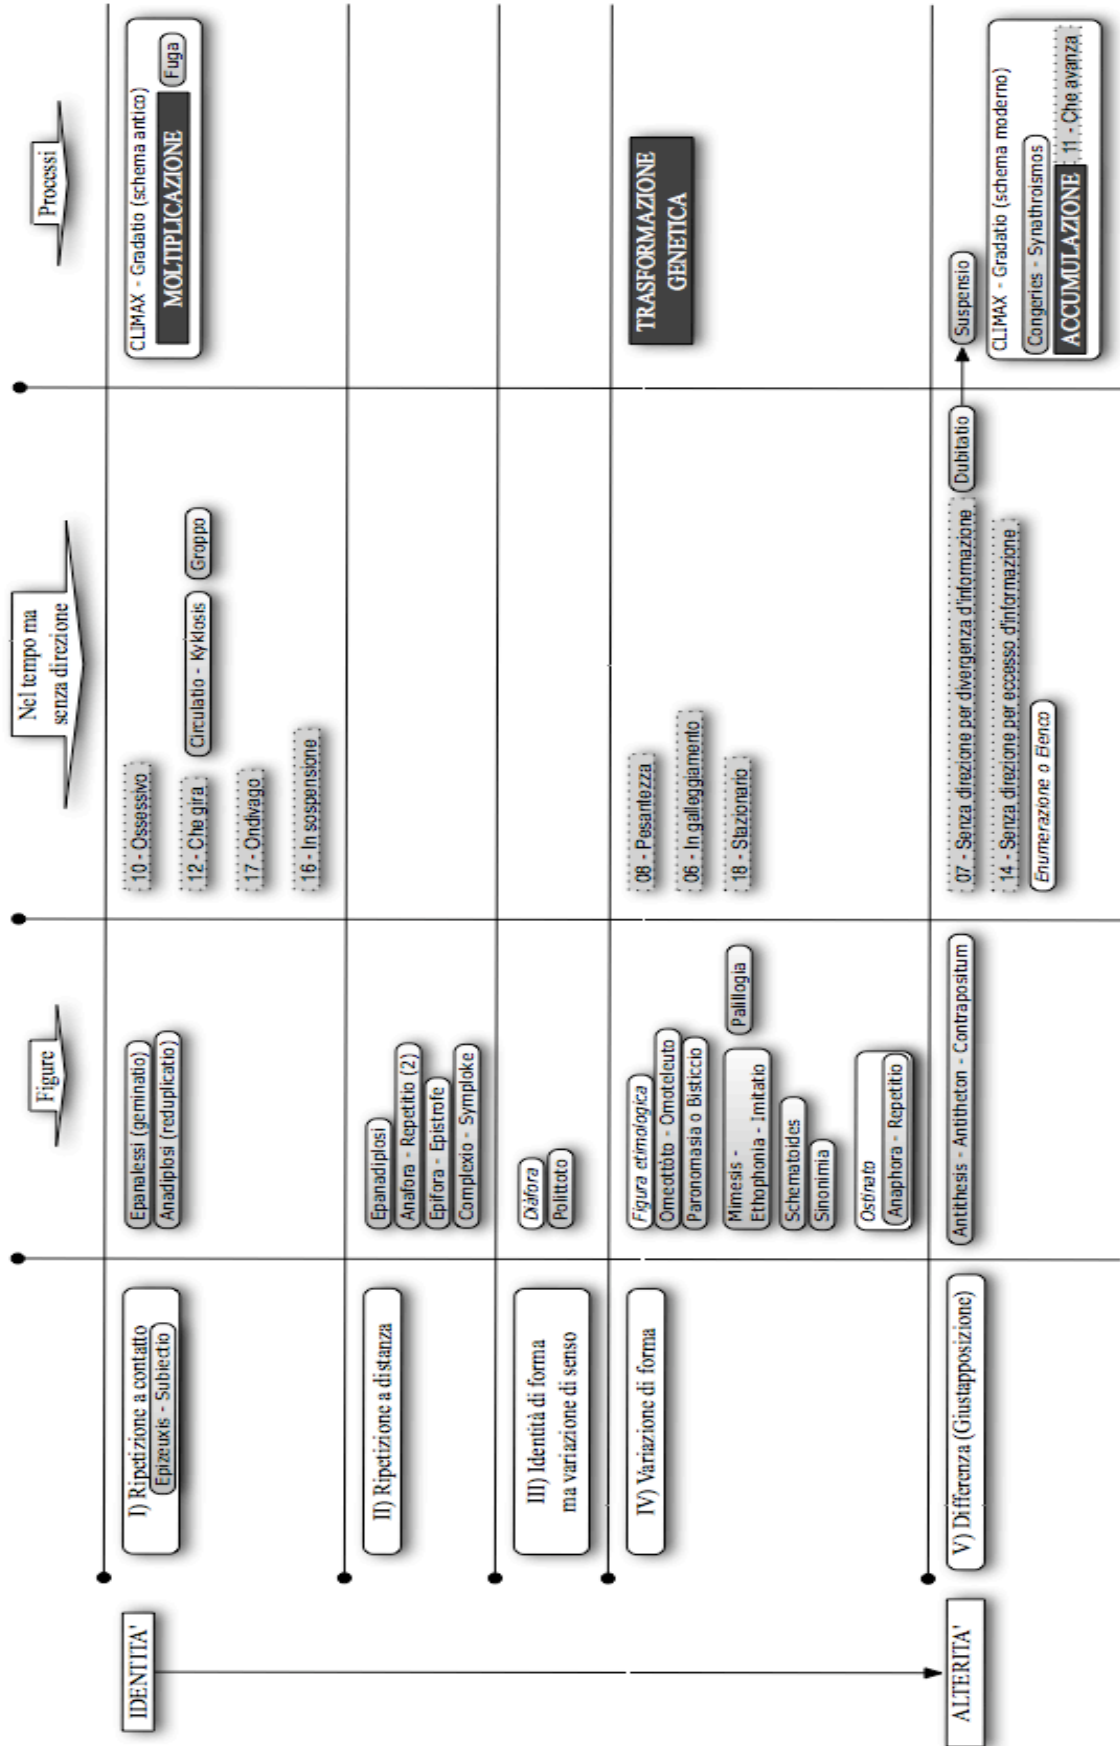 Figure
Nel tempo ma
senza direzione
Processi
IDENTITA'
I) Ripetizione a contatto
Epizeuxis - Subiectio
Epanalessi (geminatio)
Anadiplosi (reduplicatio)
10 - Ossessivo
12 - Che gira
Circulatio - Kyklosis
Groppo
17 - Ondivago
16 - In sospensione
CLIMAX - Gradatio (schema antico)
MOLTIPLICAZIONE
Fuga
II) Ripetizione a distanza
Epanadiplosi
Anafora - Repetitio (2)
Epifora - Epistrofe
Complexio - Symploke
III) Identità di forma
ma variazione di senso
Diàfora
Polittoto
IV) Variazione di forma
Figura etimologica
Omeottòto - Omoteleuto
Paronomasia o Bisticcio
Mimesis -
Ethophonia - Imitatio
Palillogia
Schematoides
Sinonimia
Ostinato
Anaphora - Repetitio
08 - Pesantezza
06 - In galleggiamento
18 - Stazionario
TRASFORMAZIONE
GENETICA
ALTERITA'
V) Differenza (Giustapposizione)
Antithesis - Antitheton - Contrapositum
07 - Senza direzione per divergenza d'informazione
Dubitatio
Suspensio
14 - Senza direzione per eccesso d'informazione
Enumerazione o Elenco
CLIMAX - Gradatio (schema moderno)
Congeries - Synathroismos
ACCUMULAZIONE
11 - Che avanza